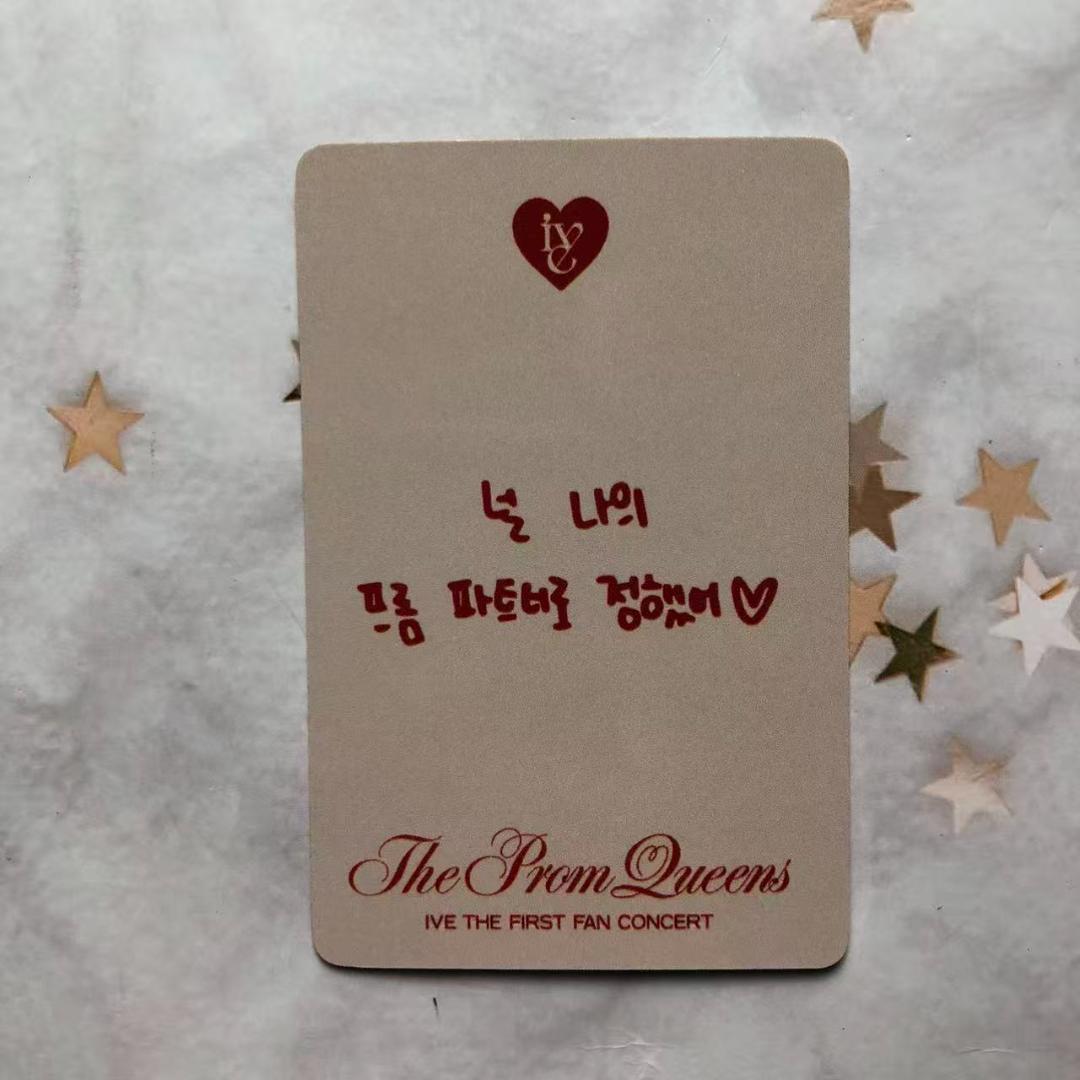 ive
널 나의
프롬 파트너로 정했어♡
The Prom Queens
IVE THE FIRST FAN CONCERT